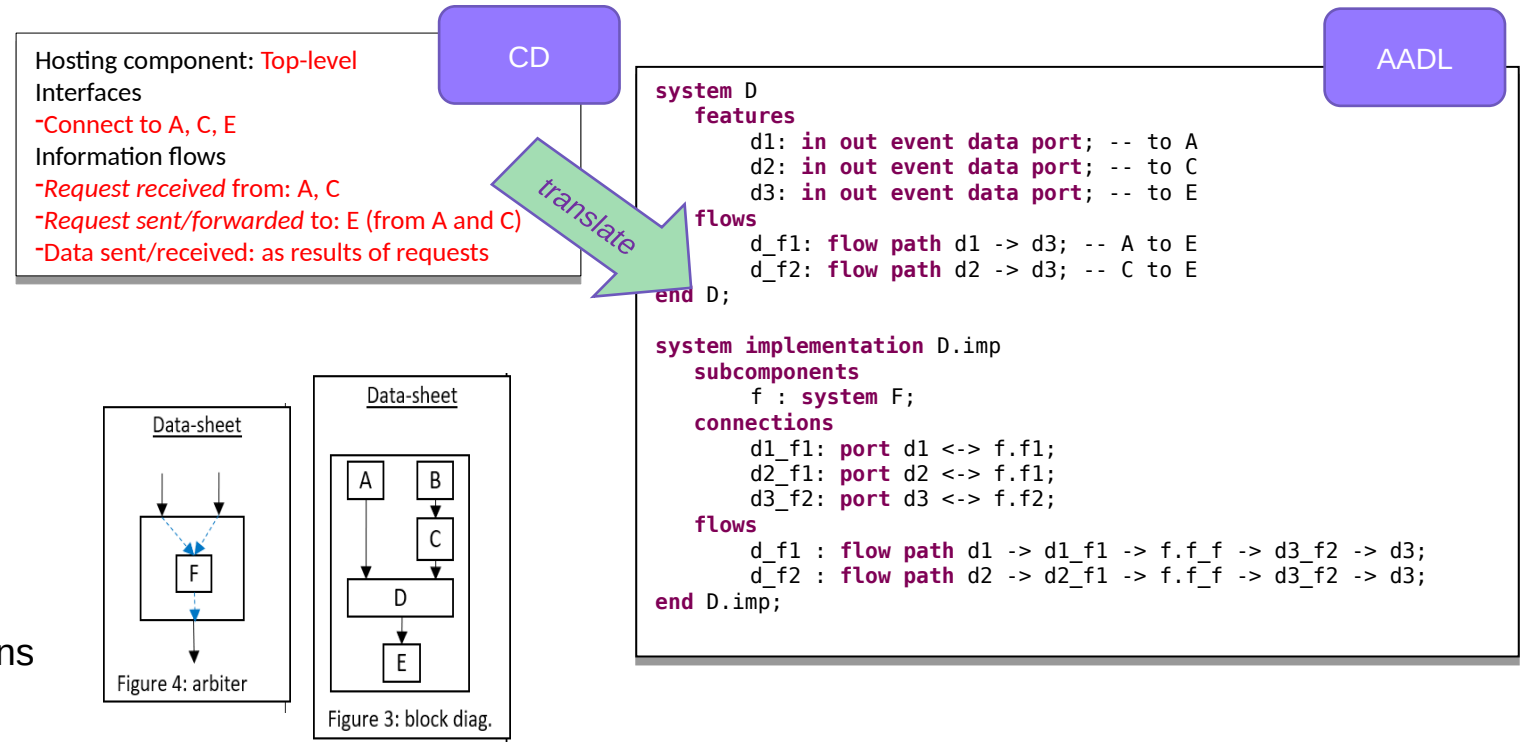 CD
Hosting component: Top-level
Interfaces
-Connect to A, C, E
Information flows
-Request received from: A, C
-Request sent/forwarded to: E (from A and C)
-Data sent/received: as results of requests
translate
AADL
system D
features
d1: in out event data port; -- to A
d2: in out event data port; -- to C
d3: in out event data port; -- to E
flows
d_f1: flow path d1 -> d3; -- A to E
d_f2: flow path d2 -> d3; -- C to E
end D;
system implementation D.imp
subcomponents
f : system F;
connections
d1_f1: port d1 <-> f.f1;
d2_f1: port d2 <-> f.f1;
d3_f2: port d3 <-> f.f2;
flows
d_f1 : flow path d1 -> d1_f1 -> f.f_f -> d3_f2 -> d3;
d_f2 : flow path d2 -> d2_f1 -> f.f_f -> d3_f2 -> d3;
end D.imp;
Data-sheet
F
Figure 4: arbiter
Data-sheet
A B
C
D
E
Figure 3: block diag.
ns